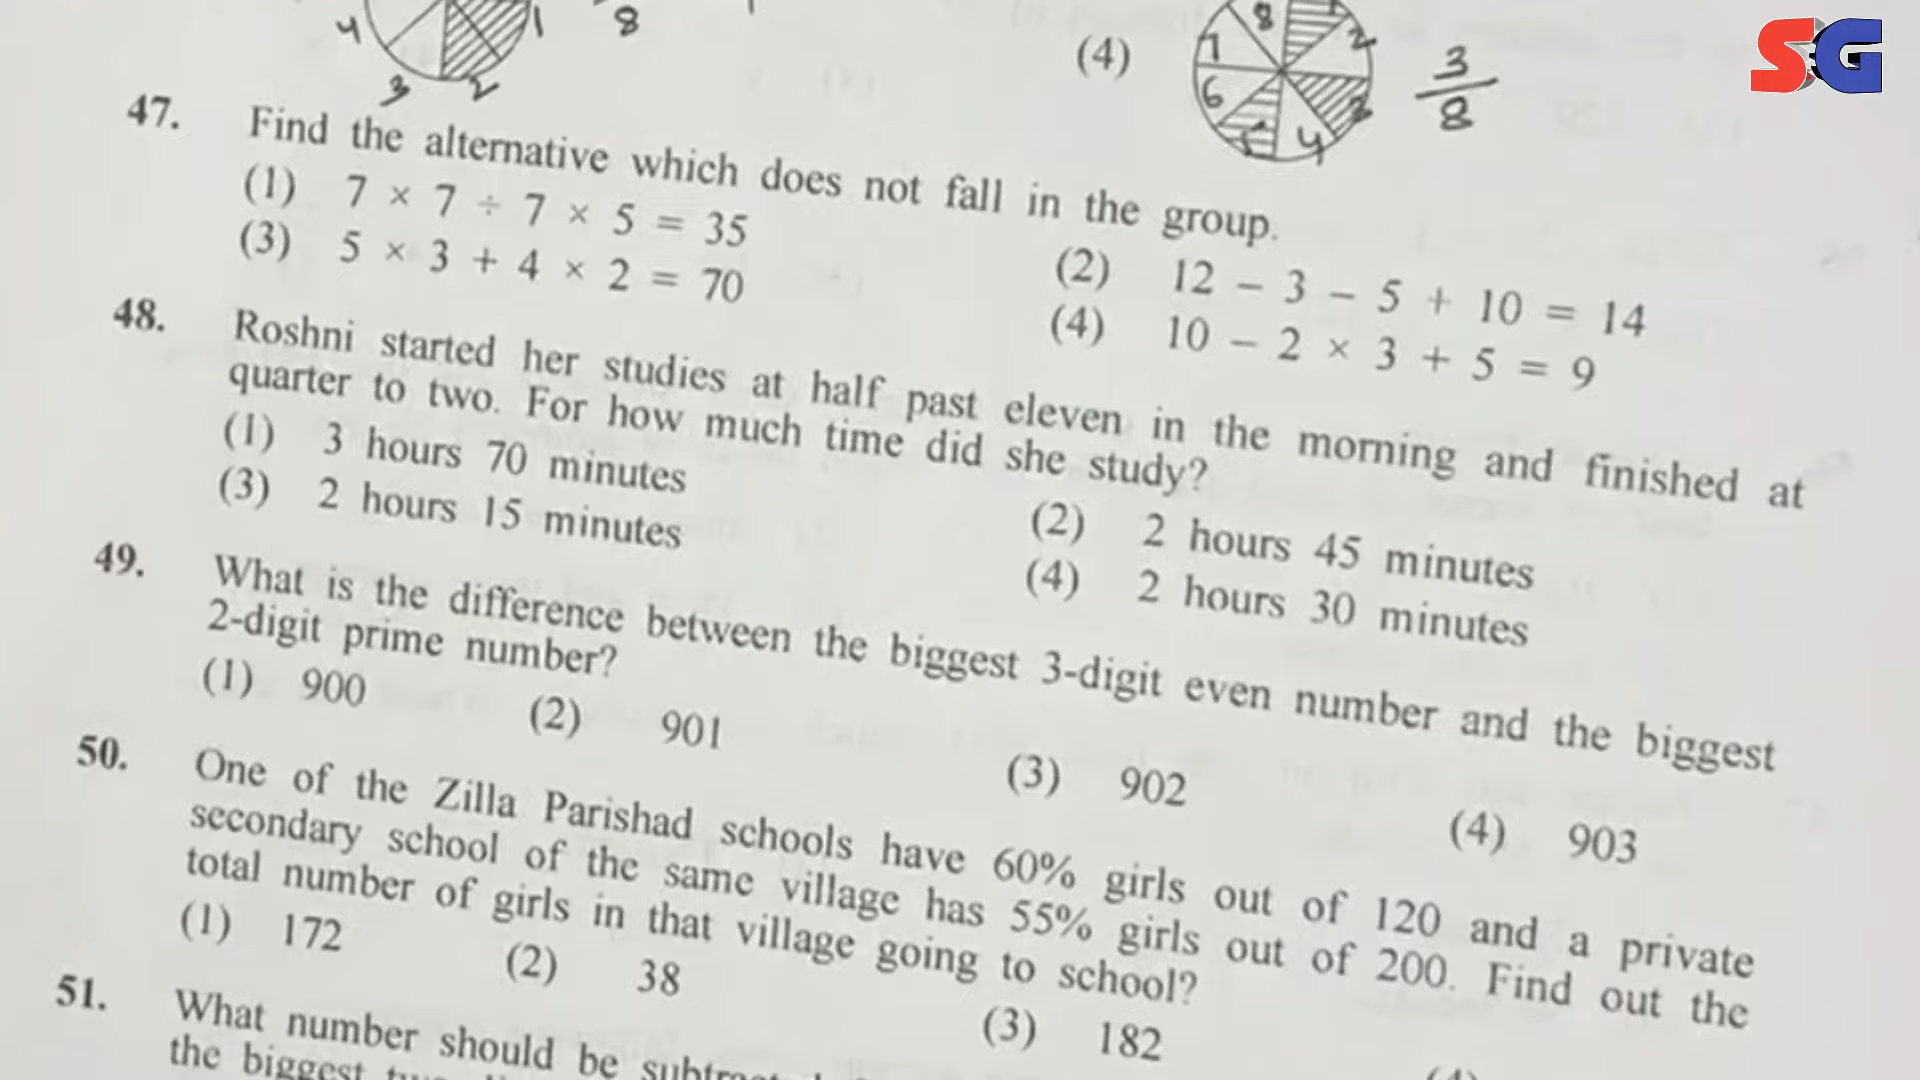 4 3 2 1 8
(4) 8 1 2 7 6 3 5 4 3/8
SG
47. Find the alternative which does not fall in the group.
(1) 7 × 7 ÷ 7 × 5 = 35
(2) 12 – 3 – 5 + 10 = 14
(3) 5 × 3 + 4 × 2 = 70
(4) 10 – 2 × 3 + 5 = 9
48. Roshni started her studies at half past eleven in the morning and finished at
quarter to two. For how much time did she study?
(1) 3 hours 70 minutes
(2) 2 hours 45 minutes
(3) 2 hours 15 minutes
(4) 2 hours 30 minutes
49. What is the difference between the biggest 3-digit even number and the biggest
2-digit prime number?
(1) 900 (2) 901 (3) 902 (4) 903
50. One of the Zilla Parishad schools have 60% girls out of 120 and a private
secondary school of the same village has 55% girls out of 200. Find out the
total number of girls in that village going to school?
(1) 172 (2) 38 (3) 182 (4)
51. What number should be
the biggest